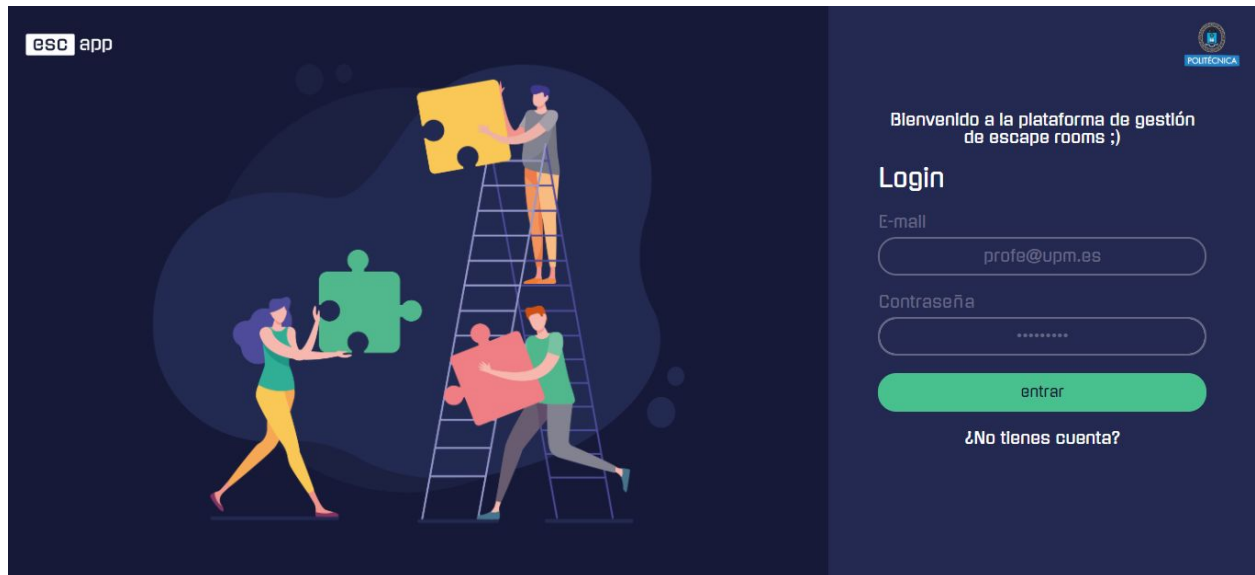 esc app
POLITÉCNICA
Bienvenido a la plataforma de gestión
de escape rooms ;)
Login
E-mail
profe@upm.es
Contraseña
•••••••••
entrar
¿No tienes cuenta?